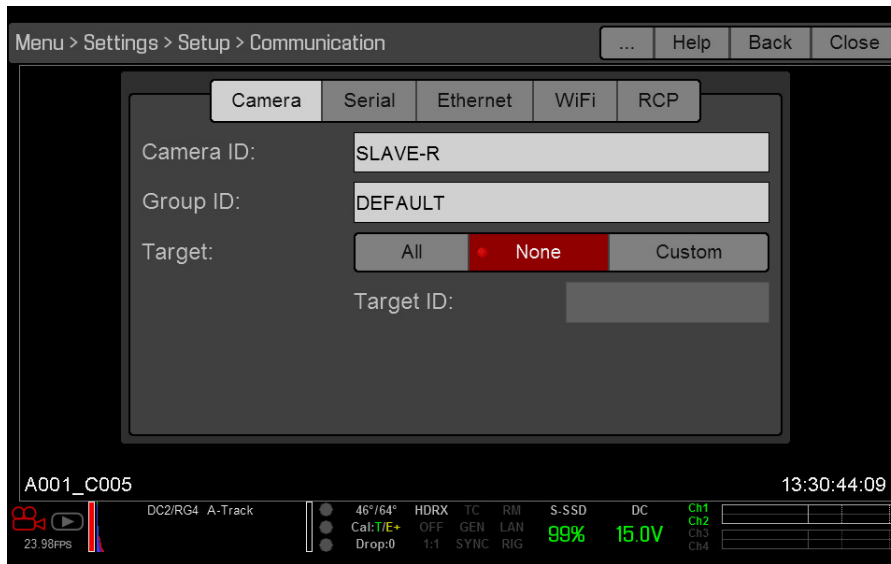 Menu > Settings > Setup > Communication ... Help Back Close
Camera Serial Ethernet WiFi RCP
Camera ID: SLAVE-R
Group ID: DEFAULT
Target: All None Custom
Target ID:
A001_C005 13:30:44:09
DC2/RG4 A-Track 46°/64° HDRX TC RM S-SSD DC Ch1
Cal:T/E+ OFF GEN LAN 99% 15.0V Ch2
Ch3
23.98FPS Drop:0 1:1 SYNC RIG Ch4